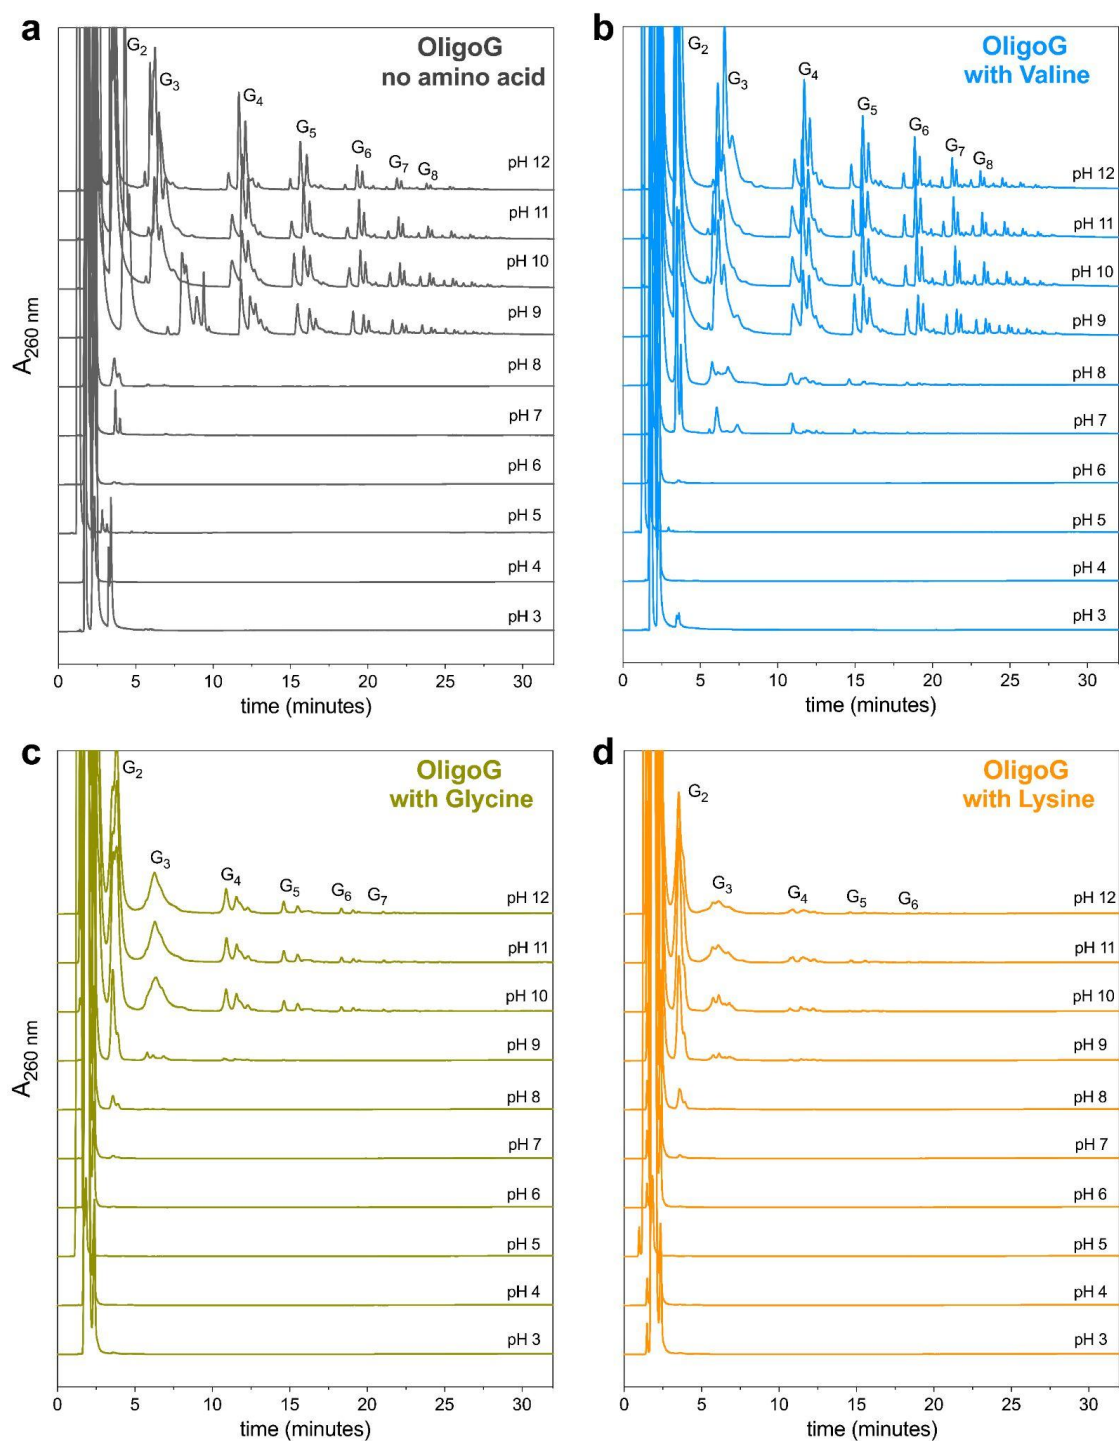 a
OligoG
no amino acid
G2
G3
G4
G5
G6
G7
G8
pH 12
pH 11
pH 10
pH 9
pH 8
pH 7
pH 6
pH 5
pH 4
pH 3
A260 nm
0
5
10
15
20
25
30
time (minutes)
b
OligoG
with Valine
G2
G3
G4
G5
G6
G7
G8
pH 12
pH 11
pH 10
pH 9
pH 8
pH 7
pH 6
pH 5
pH 4
pH 3
0
5
10
15
20
25
30
time (minutes)
c
OligoG
with Glycine
G2
G3
G4
G5
G6
G7
pH 12
pH 11
pH 10
pH 9
pH 8
pH 7
pH 6
pH 5
pH 4
pH 3
A260 nm
0
5
10
15
20
25
30
time (minutes)
d
OligoG
with Lysine
G2
G3
G4
G5
G6
pH 12
pH 11
pH 10
pH 9
pH 8
pH 7
pH 6
pH 5
pH 4
pH 3
0
5
10
15
20
25
30
time (minutes)